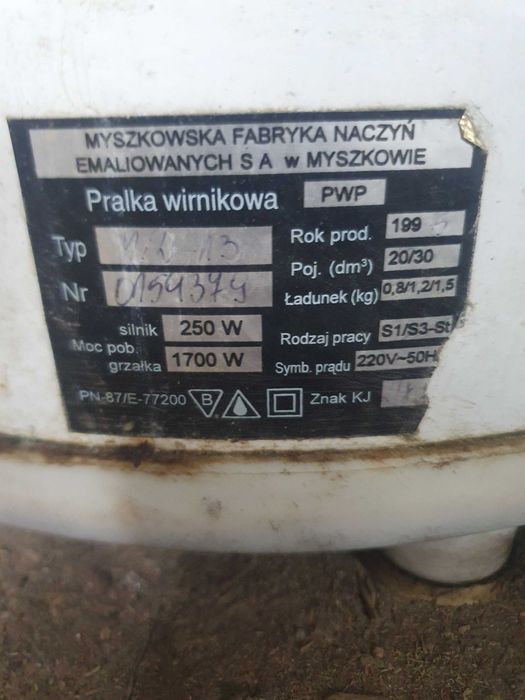 MYSZKOWSKA FABRYKA NACZYŃ
EMALIOWANYCH S A w MYSZKOWIE
Pralka wirnikowa PWP
Typ
Nr 0154379
silnik 250 W
Moc pob.
grzałka 1700 W
Rok prod. 199
Poj. (dm³) 20/30
Ładunek (kg) 0,8/1,2/1,5
Rodzaj pracy S1/S3-St
Symb. prądu 220V~50H
PN-87/E-77200 B Znak KJ